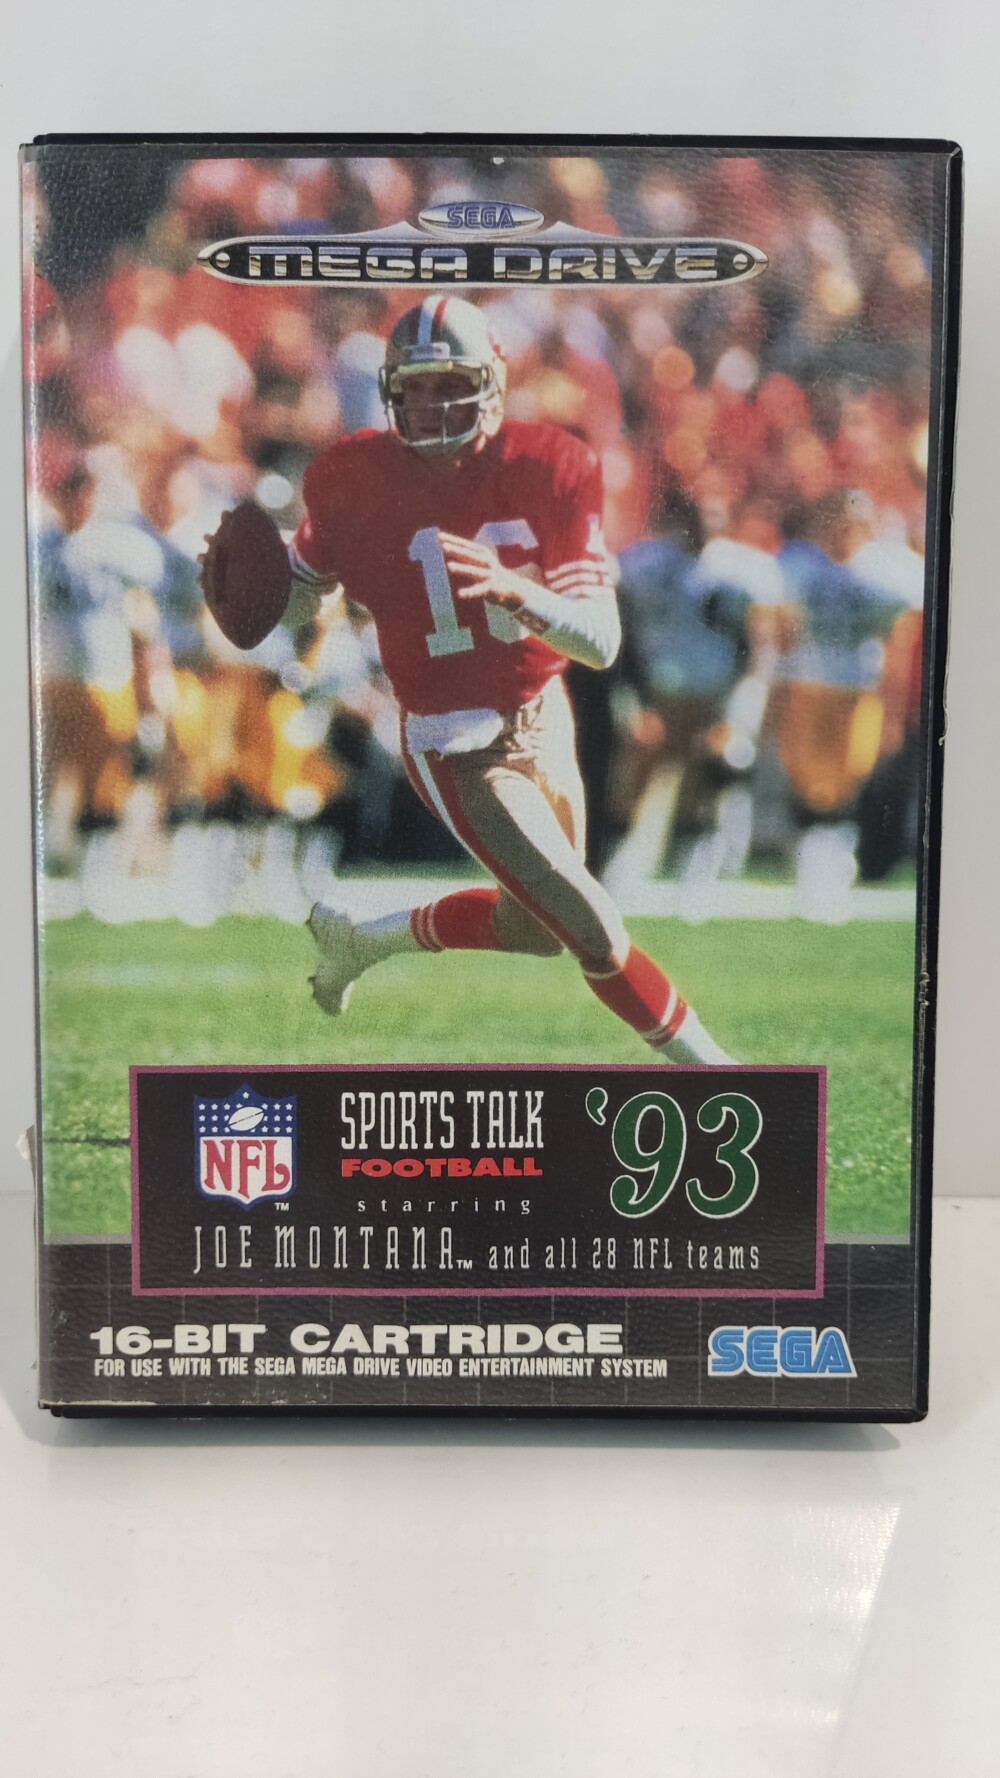 SEGA
MEGA DRIVE
16
NFL
TM
SPORTS TALK
FOOTBALL
'93
starring
JOE MONTANA™ and all 28 NFL teams
16-BIT CARTRIDGE
FOR USE WITH THE SEGA MEGA DRIVE VIDEO ENTERTAINMENT SYSTEM
SEGA